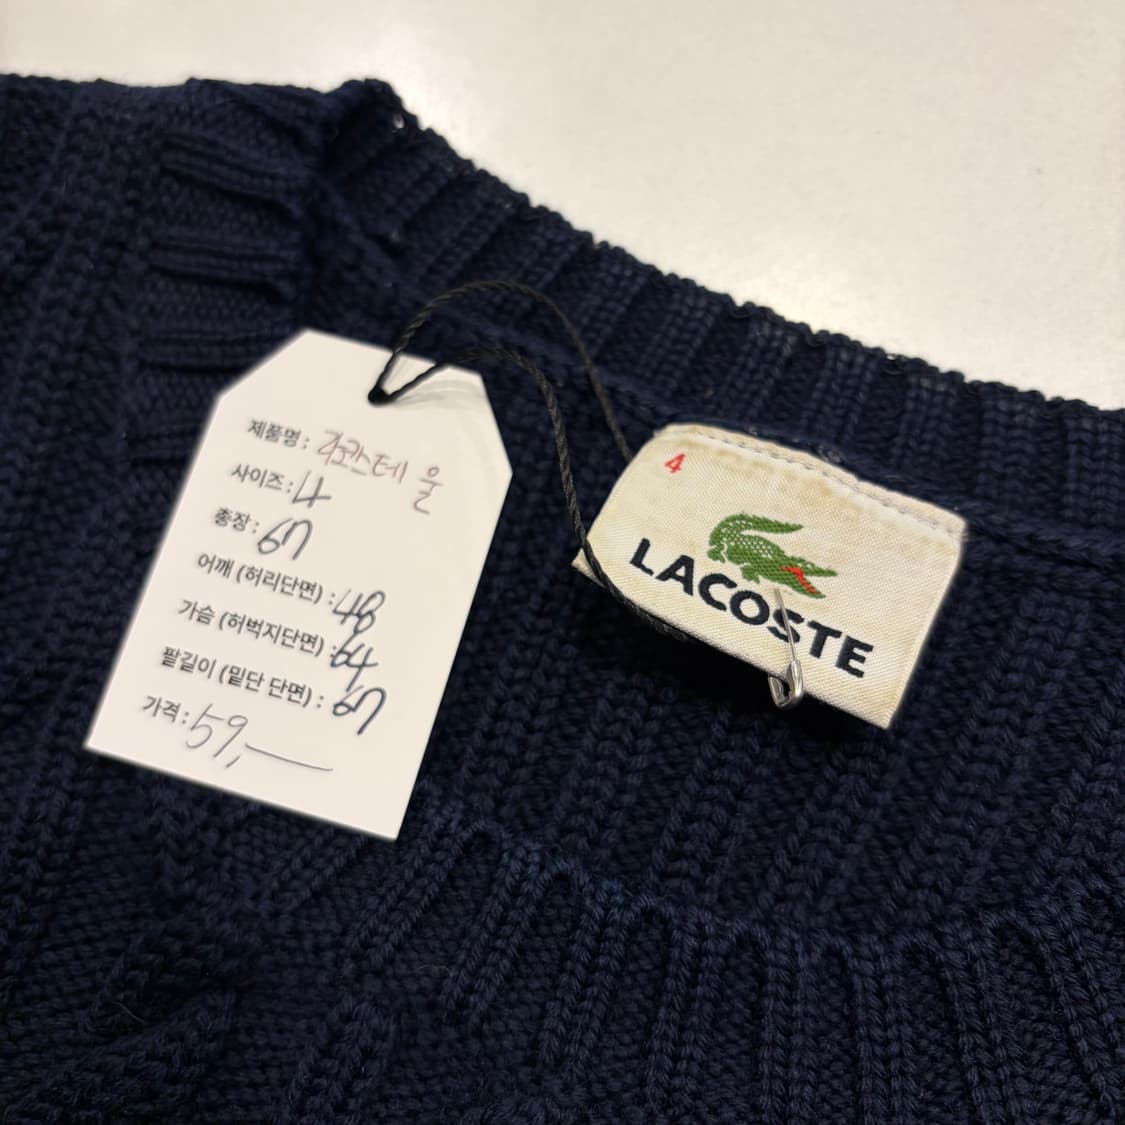 제품명: 라코스테 울
사이즈: 4
총장: 67
어깨 (허리단면): 48
가슴 (허벅지단면): 64
팔길이 (밑단 단면): 67
가격: 59,—
4
LACOSTE